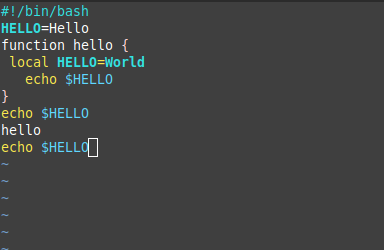 #!/bin/bash
HELLO=Hello
function hello {
 local HELLO=World
   echo $HELLO
}
echo $HELLO
hello
echo $HELLO
~
~
~
~
~
~